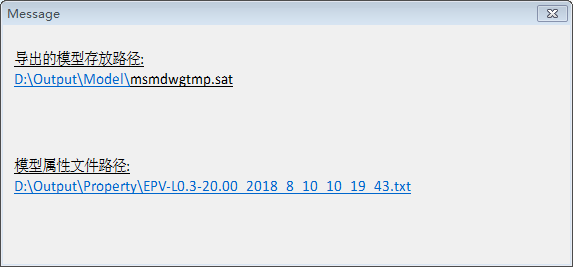 Message
导出的模型存放路径:
D:\Output\Model\msmdwgtmp.sat
模型属性文件路径:
D:\Output\Property\EPV-L0.3-20.00_2018_8_10_10_19_43.txt